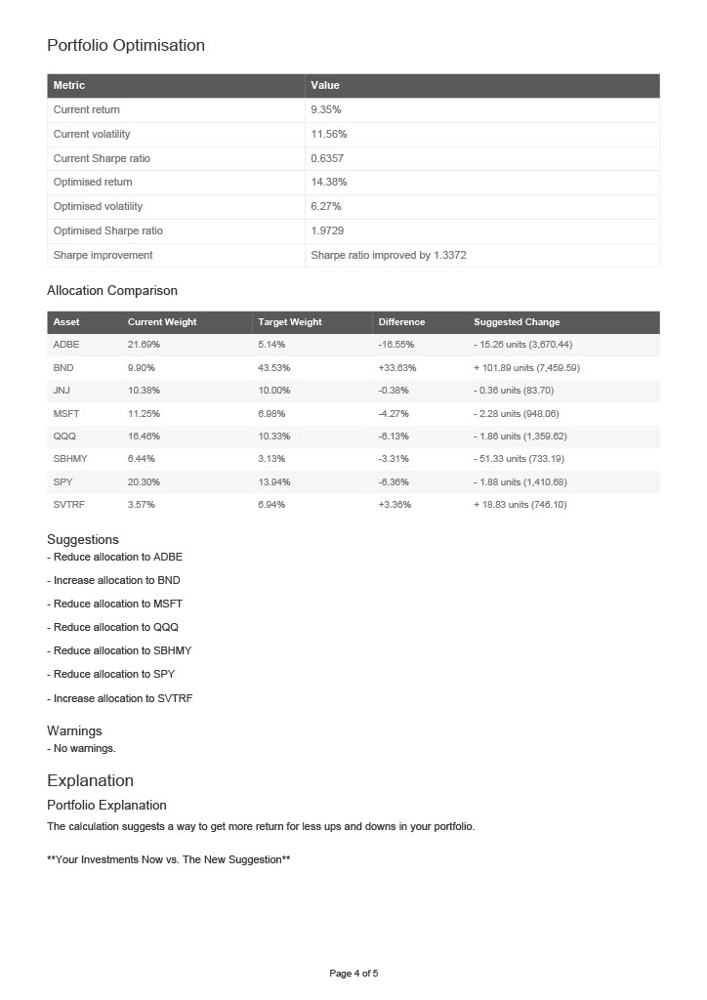 Portfolio Optimisation
Metric Value
Current return 9.35%
Current volatility 11.56%
Current Sharpe ratio 0.6357
Optimised return 14.38%
Optimised volatility 6.27%
Optimised Sharpe ratio 1.9729
Sharpe improvement Sharpe ratio improved by 1.3372
Allocation Comparison
Asset Current Weight Target Weight Difference Suggested Change
ADBE 21.69% 5.14% -16.55% - 15.26 units (3,670.44)
BND 9.90% 43.53% +33.63% + 101.89 units (7,459.59)
JNJ 10.38% 10.00% -0.38% - 0.36 units (83.70)
MSFT 11.25% 6.98% -4.27% - 2.28 units (948.06)
QQQ 16.46% 10.33% -6.13% - 1.86 units (1,359.62)
SBHMY 6.44% 3.13% -3.31% - 51.33 units (733.19)
SPY 20.30% 13.94% -6.36% - 1.88 units (1,410.68)
SVTRF 3.57% 6.94% +3.36% + 18.83 units (746.10)
Suggestions
- Reduce allocation to ADBE
- Increase allocation to BND
- Reduce allocation to MSFT
- Reduce allocation to QQQ
- Reduce allocation to SBHMY
- Reduce allocation to SPY
- Increase allocation to SVTRF
Warnings
- No warnings.
Explanation
Portfolio Explanation
The calculation suggests a way to get more return for less ups and downs in your portfolio.
**Your Investments Now vs. The New Suggestion**
Page 4 of 5